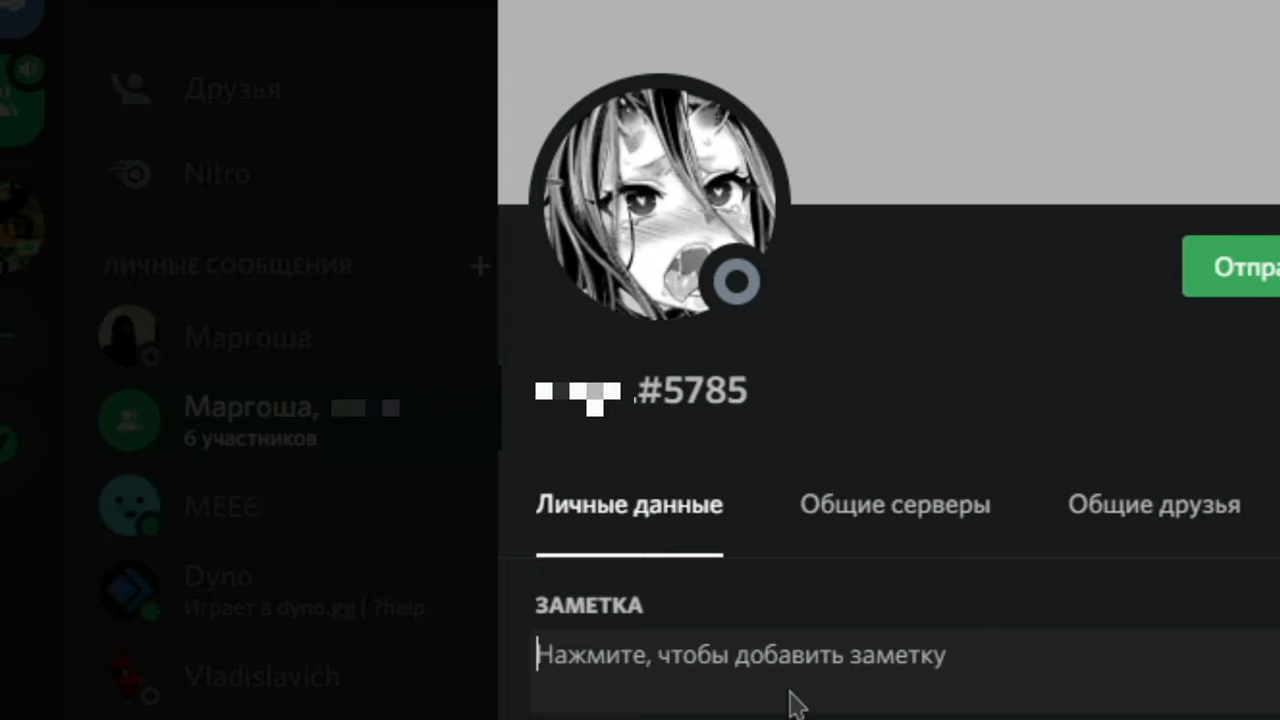 Друзья
Nitro
ЛИЧНЫЕ СООБЩЕНИЯ
Маргоша
Маргоша,
6 участников
MEE6
Dyno
Играет в dyno.gg | ?help
Vladislavich
.#5785
Отпра
Личные данные
Общие серверы
Общие друзья
ЗАМЕТКА
Нажмите, чтобы добавить заметку